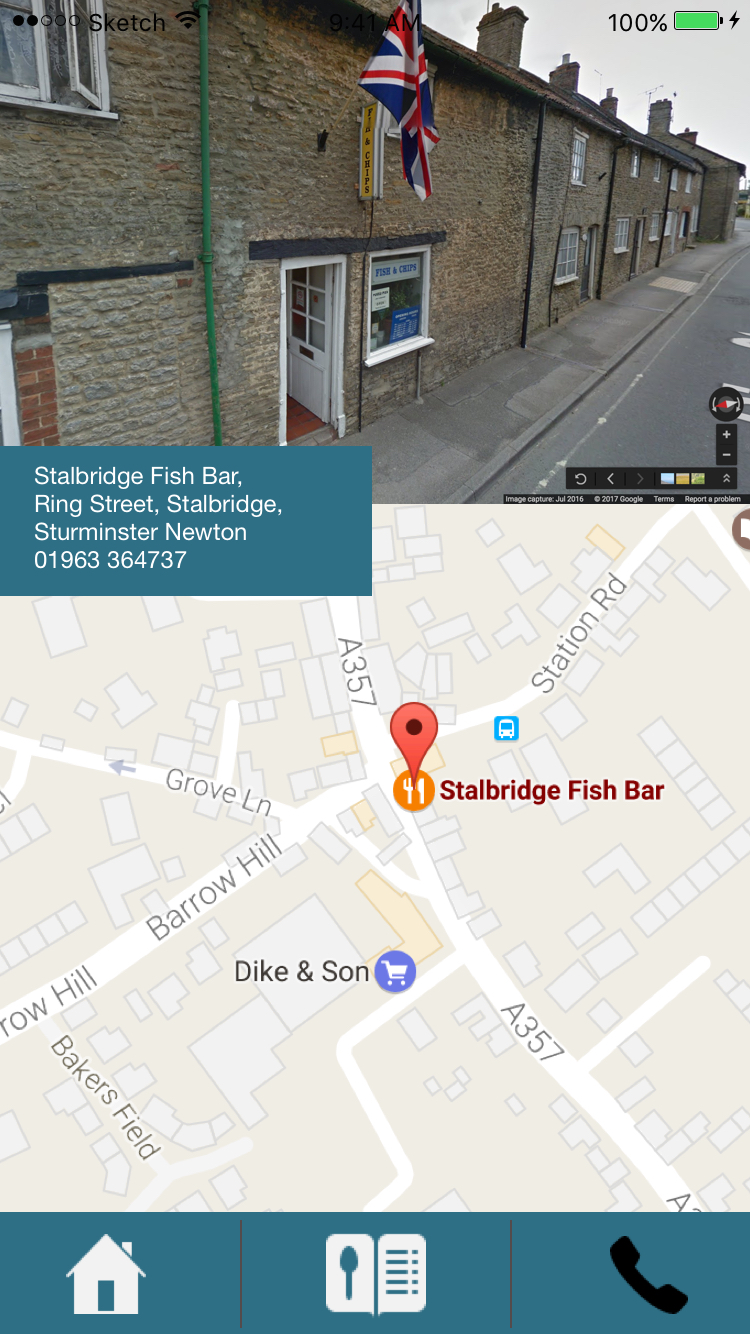 Sketch 9:41 AM 100%
FISH & CHIPS
FISH & CHIPS
Image capture: Jul 2016 © 2017 Google Terms Report a problem
Stalbridge Fish Bar,
Ring Street, Stalbridge,
Sturminster Newton
01963 364737
Station Rd
A357
Grove Ln
Stalbridge Fish Bar
Barrow Hill
Dike & Son
row Hill
A357
Bakers Field
A